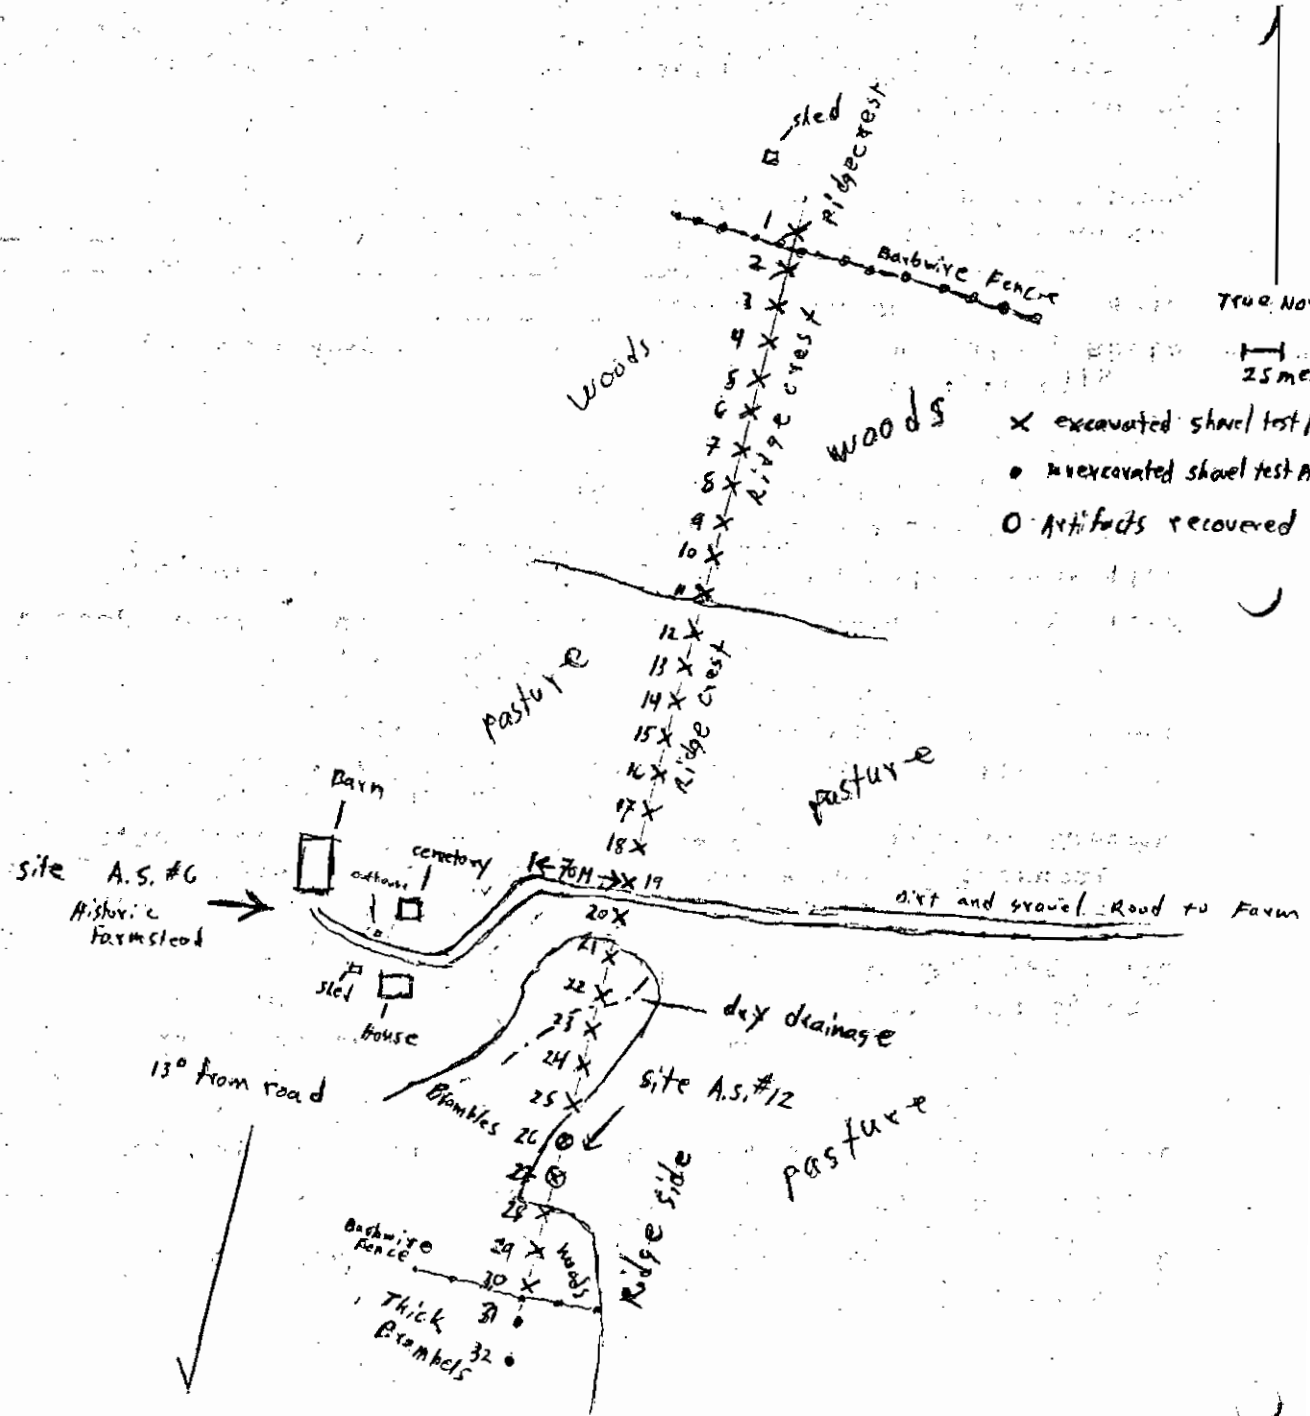 sled
Ridgecrest
1
Barbwire Fence
2
3
True No
4
25 me
woods
5
Ridge crest
6
woods
X excavated shovel test
7
• unexcavated shovel test
8
O Artifacts recovered
9
10
11
12
13
pasture
Ridge crest
14
15
16
pasture
Barn
17
18
site A.S. #6
Historic
Farmstead
cemetory
outhouse
70M
19
Dirt and gravel Road to Farm
20
21
sled
22
House
dry drainage
23
24
13° from road
site A.S. #12
Brambles
25
pasture
26
27
Ridge side
28
Barbwire
Fence
29
woods
30
Thick
Brambels
31
32